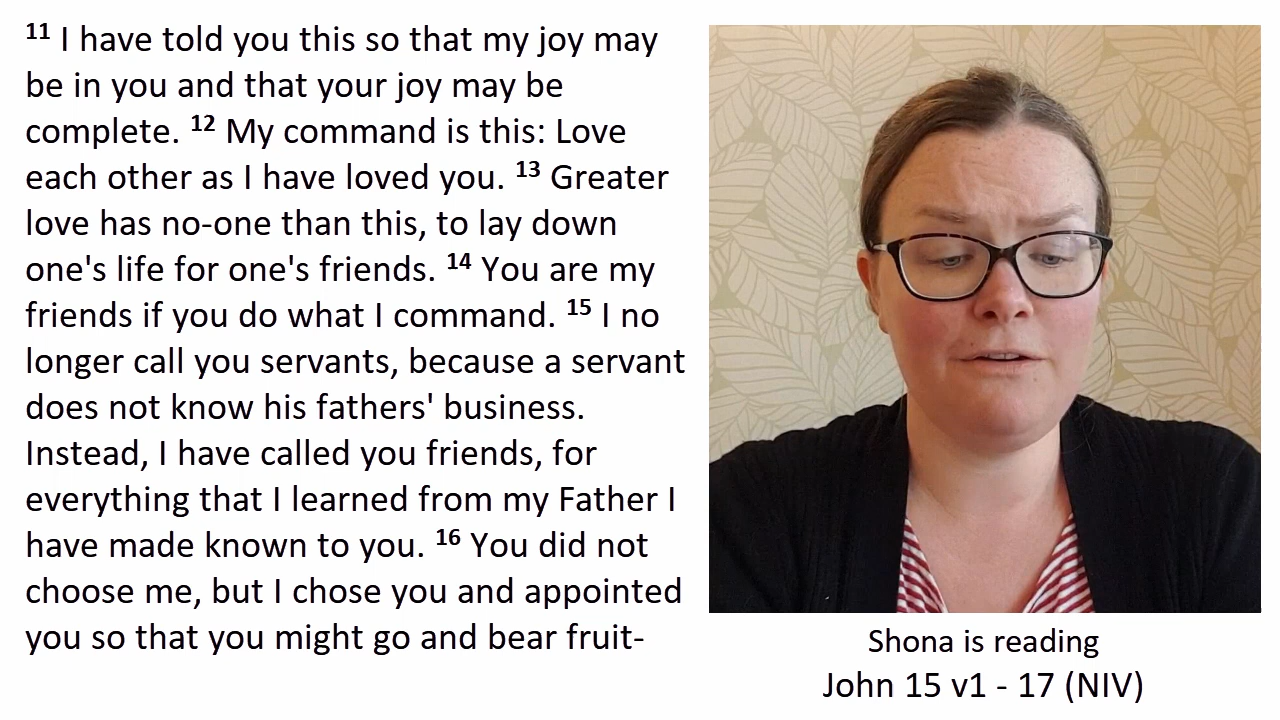 11 I have told you this so that my joy may
be in you and that your joy may be
complete. 12 My command is this: Love
each other as I have loved you. 13 Greater
love has no-one than this, to lay down
one's life for one's friends. 14 You are my
friends if you do what I command. 15 I no
longer call you servants, because a servant
does not know his fathers' business.
Instead, I have called you friends, for
everything that I learned from my Father I
have made known to you. 16 You did not
choose me, but I chose you and appointed
you so that you might go and bear fruit-
Shona is reading
John 15 v1 - 17 (NIV)